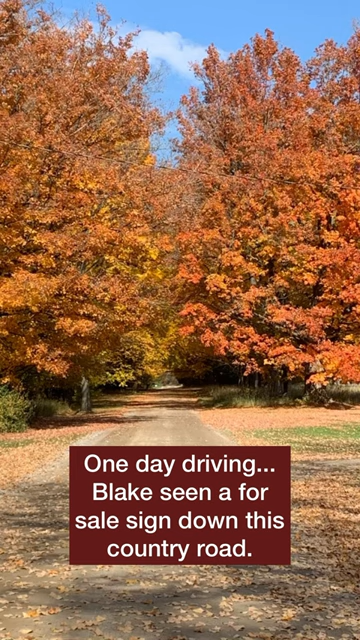 One day driving...
Blake seen a for
sale sign down this
country road.